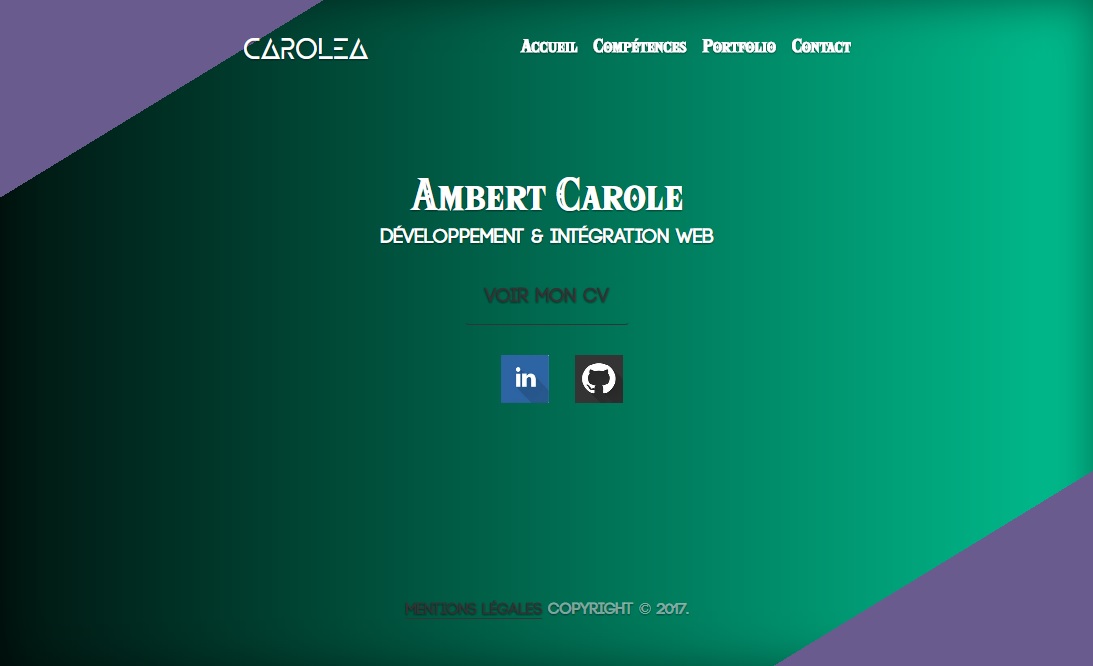 CAROLEA
Accueil Compétences Portfolio Contact
Ambert Carole
DÉVELOPPEMENT & INTÉGRATION WEB
VOIR MON CV
in
MENTIONS LÉGALES COPYRIGHT © 2017.